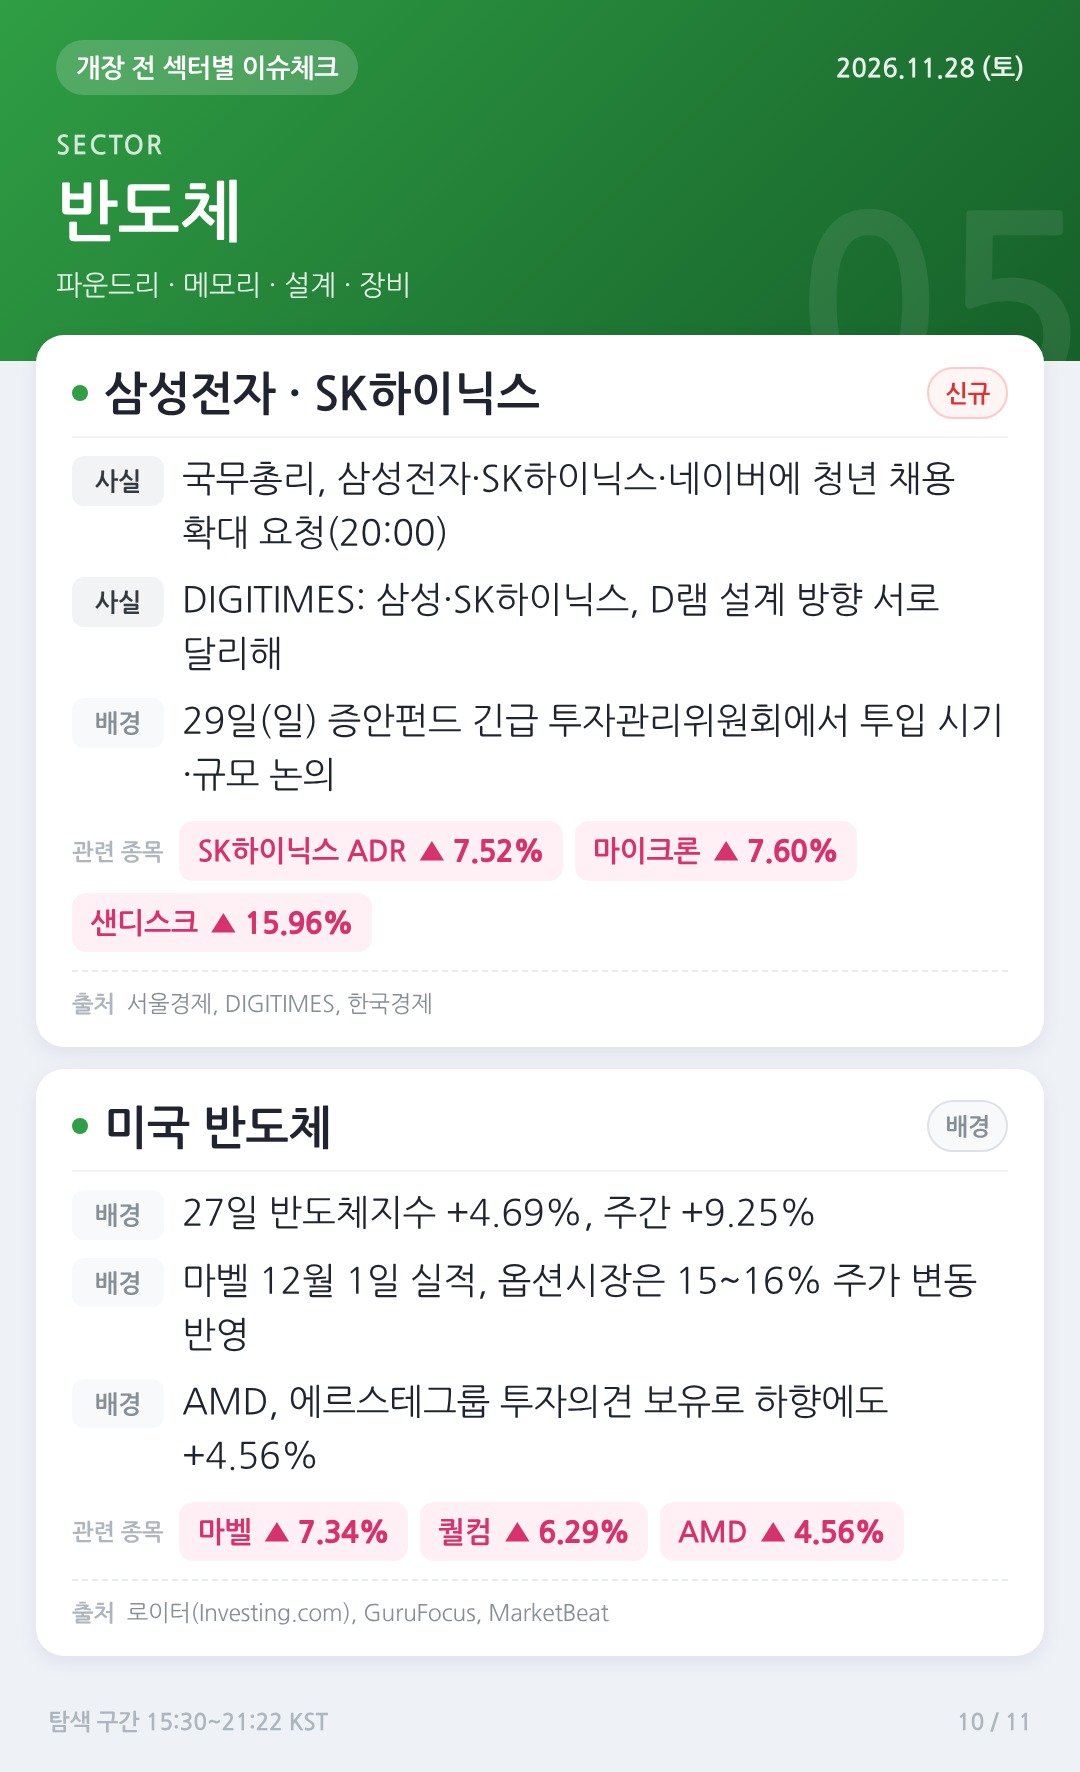 개장 전 섹터별 이슈체크
2026.11.28 (토)
SECTOR
반도체
파운드리 · 메모리 · 설계 · 장비
05
삼성전자 · SK하이닉스
신규
사실 국무총리, 삼성전자·SK하이닉스·네이버에 청년 채용
확대 요청(20:00)
사실 DIGITIMES: 삼성·SK하이닉스, D램 설계 방향 서로
달리해
배경 29일(일) 증안펀드 긴급 투자관리위원회에서 투입 시기
·규모 논의
관련 종목 SK하이닉스 ADR ▲ 7.52% 마이크론 ▲ 7.60%
샌디스크 ▲ 15.96%
출처 서울경제, DIGITIMES, 한국경제
미국 반도체
배경
배경 27일 반도체지수 +4.69%, 주간 +9.25%
배경 마벨 12월 1일 실적, 옵션시장은 15~16% 주가 변동
반영
배경 AMD, 에르스테그룹 투자의견 보유로 하향에도
+4.56%
관련 종목 마벨 ▲ 7.34% 퀄컴 ▲ 6.29% AMD ▲ 4.56%
출처 로이터(Investing.com), GuruFocus, MarketBeat
탐색 구간 15:30~21:22 KST
10 / 11